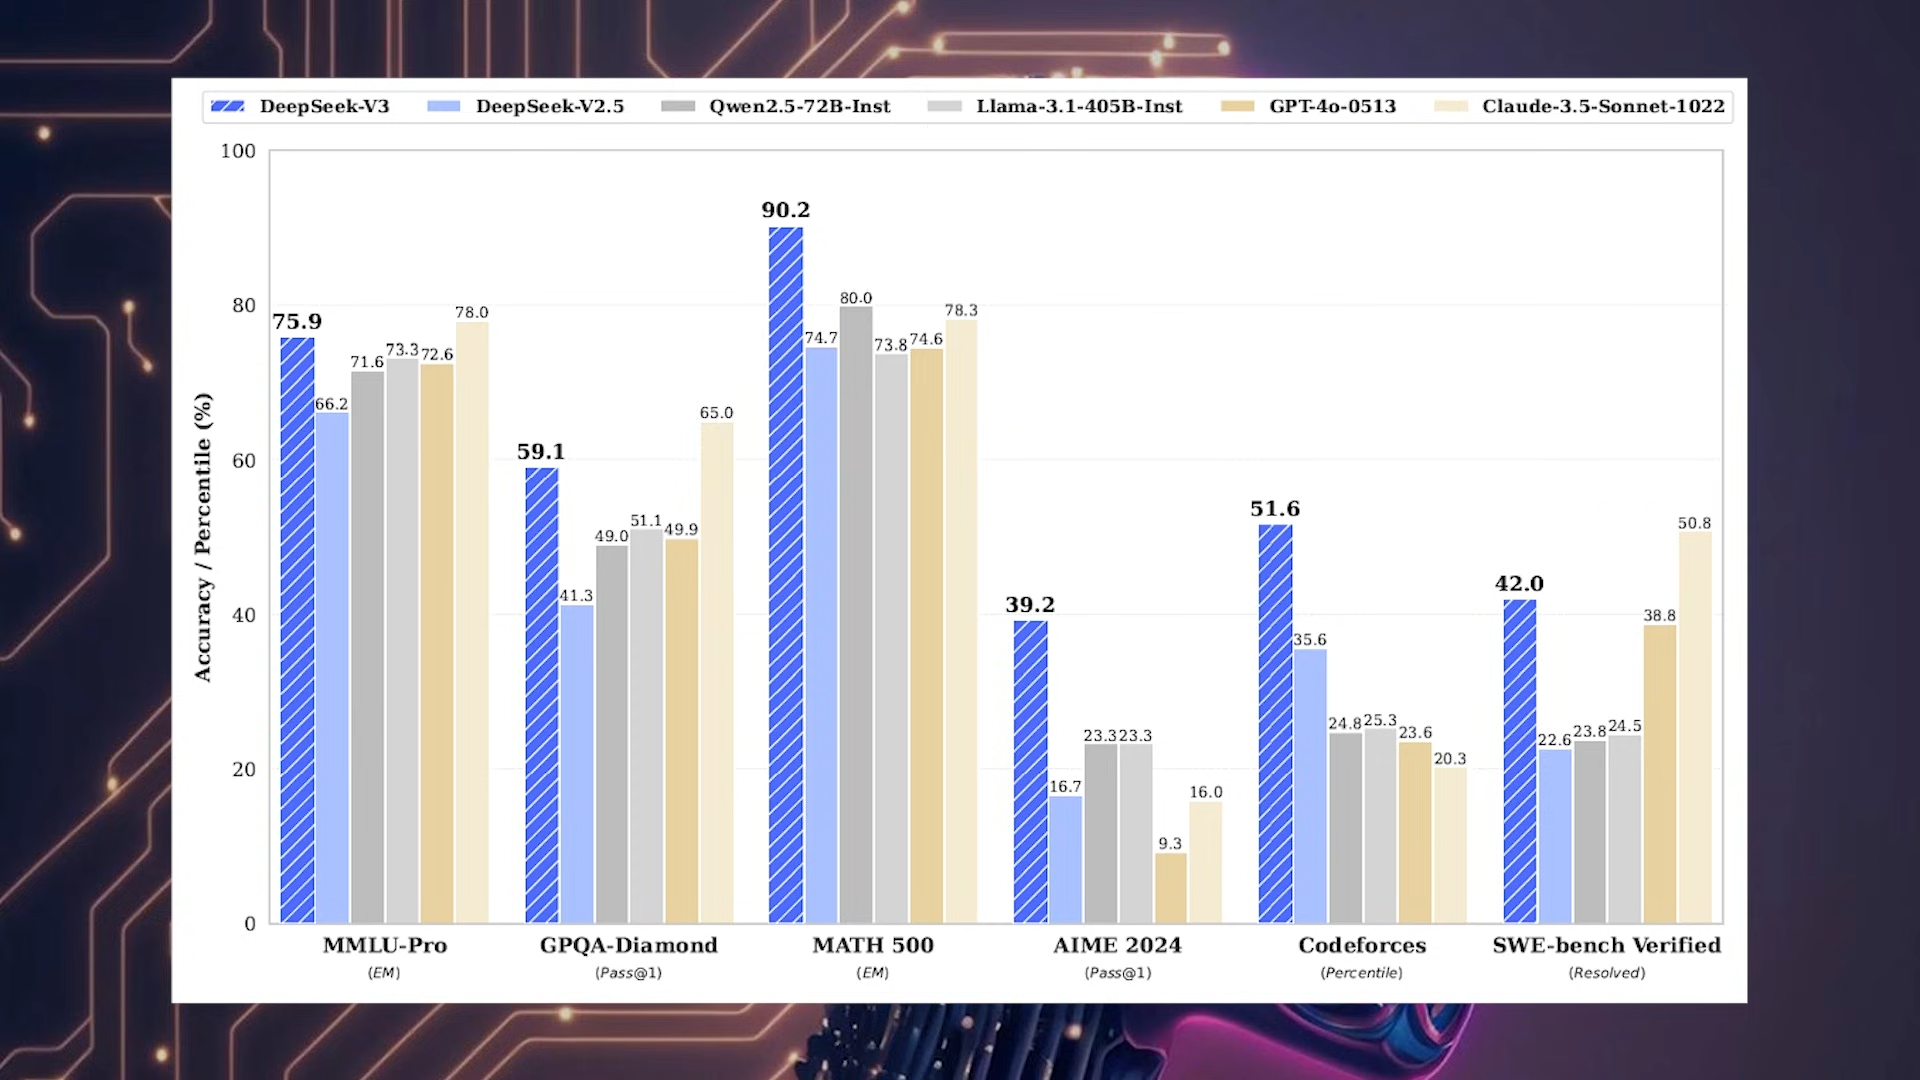 DeepSeek-V3 DeepSeek-V2.5 Qwen2.5-72B-Inst Llama-3.1-405B-Inst GPT-4o-0513 Claude-3.5-Sonnet-1022
Accuracy / Percentile (%)
100
80
60
40
20
0
75.9 66.2 71.6 73.3 72.6 78.0
59.1 41.3 49.0 51.1 49.9 65.0
90.2 74.7 80.0 73.8 74.6 78.3
39.2 16.7 23.3 23.3 9.3 16.0
51.6 35.6 24.8 25.3 23.6 20.3
42.0 22.6 23.8 24.5 38.8 50.8
MMLU-Pro GPQA-Diamond MATH 500 AIME 2024 Codeforces SWE-bench Verified
(EM) (Pass@1) (EM) (Pass@1) (Percentile) (Resolved)